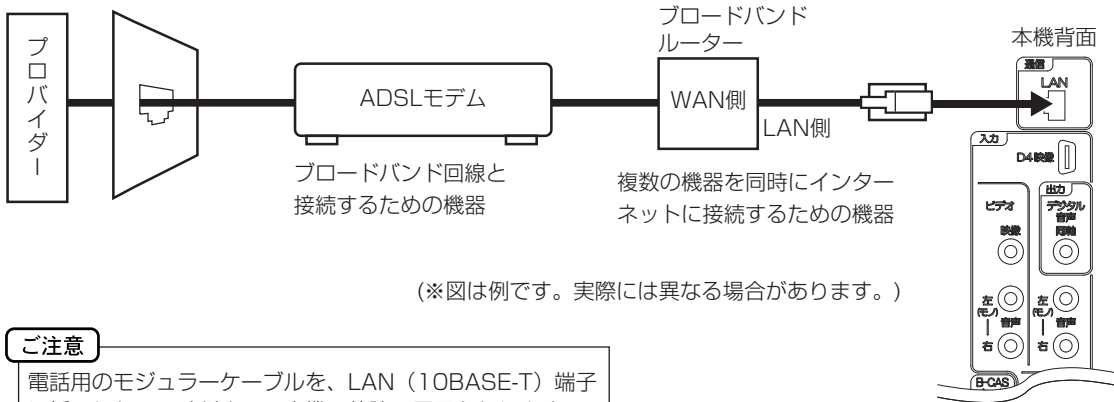 プロバイダー
ADSLモデム
ブロードバンド回線と
接続するための機器
ブロードバンド
ルーター
WAN側
LAN側
複数の機器を同時にインター
ネットに接続するための機器
本機背面
通信
LAN
入力
D4映像
出力
ビデオ
デジタル
音声
映像
同軸
左
(モノ)
音声
右
左
(モノ)
音声
右
B-CAS
(※図は例です。実際には異なる場合があります。)
ご注意
電話用のモジュラーケーブルを、LAN（10BASE-T）端子